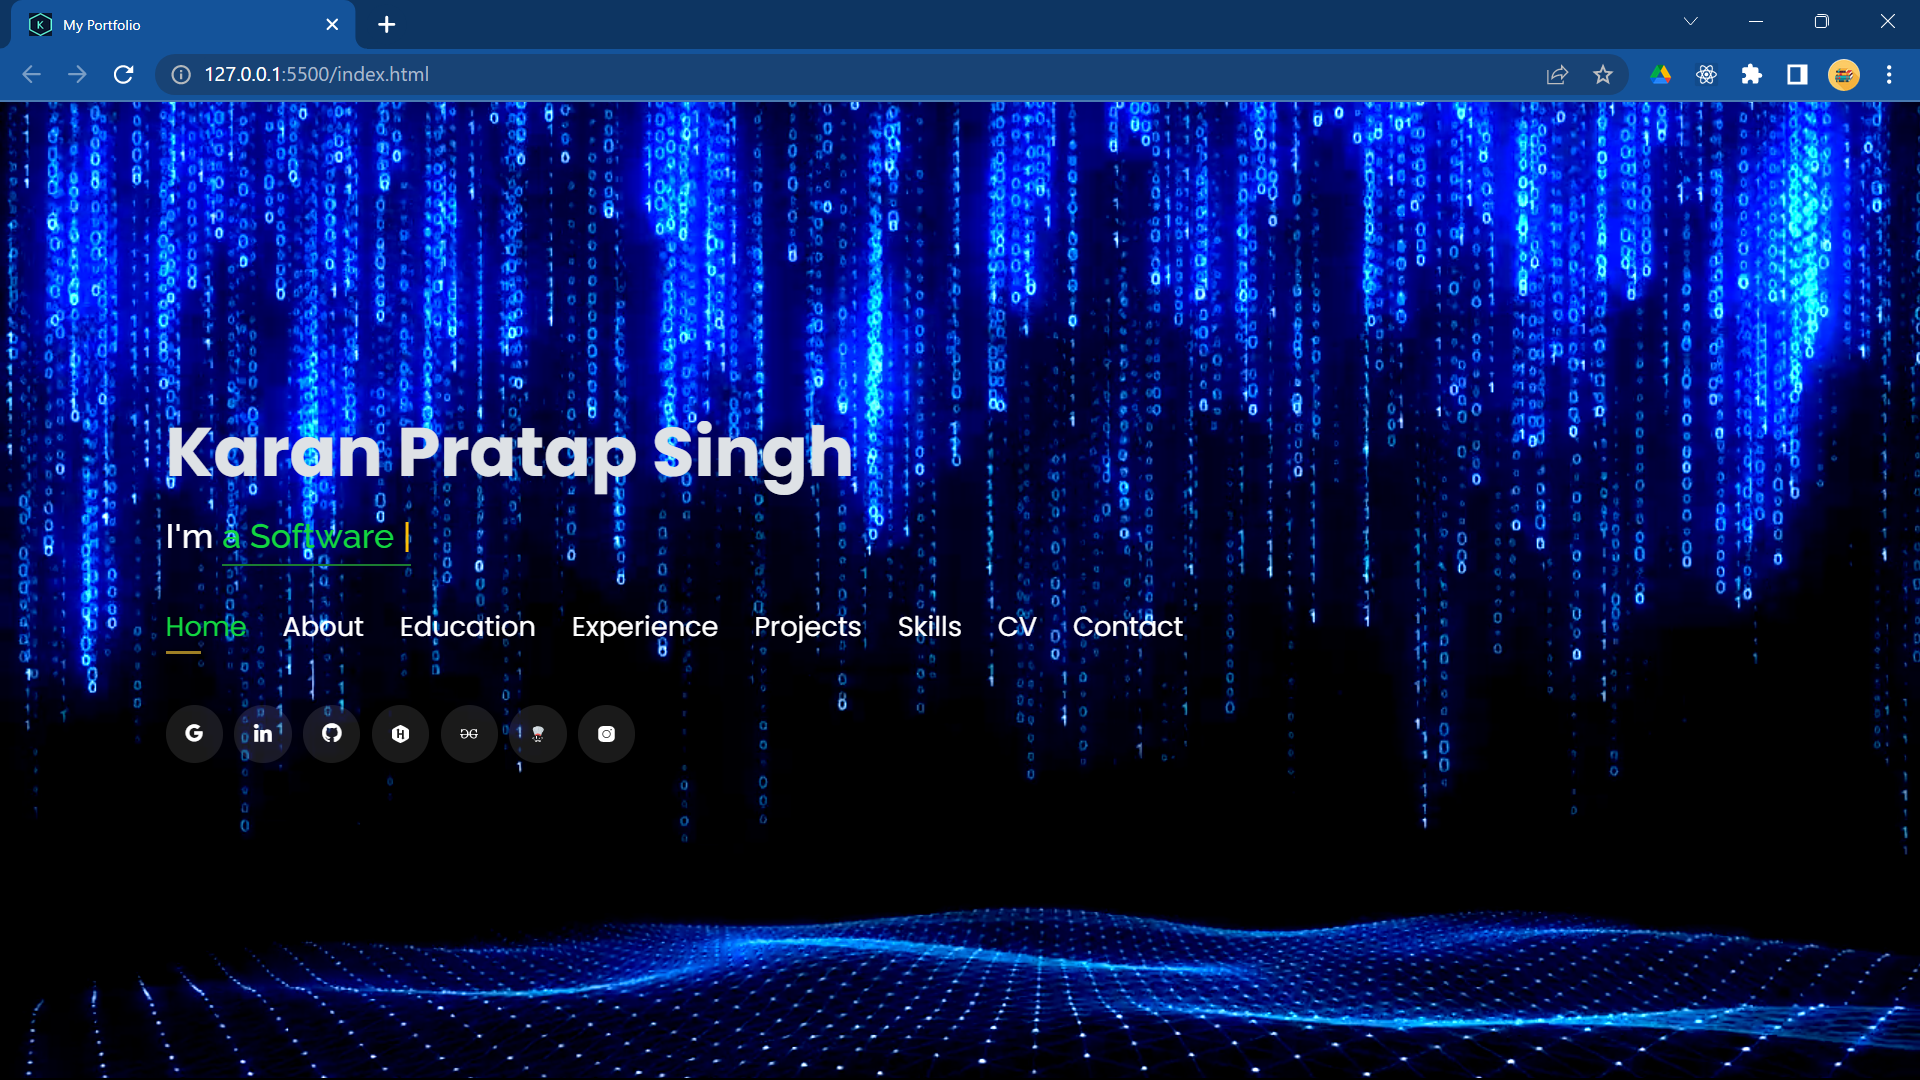 K My Portfolio
127.0.0.1:5500/index.html
Karan Pratap Singh
I'm a Software |
Home About Education Experience Projects Skills CV Contact
G in H